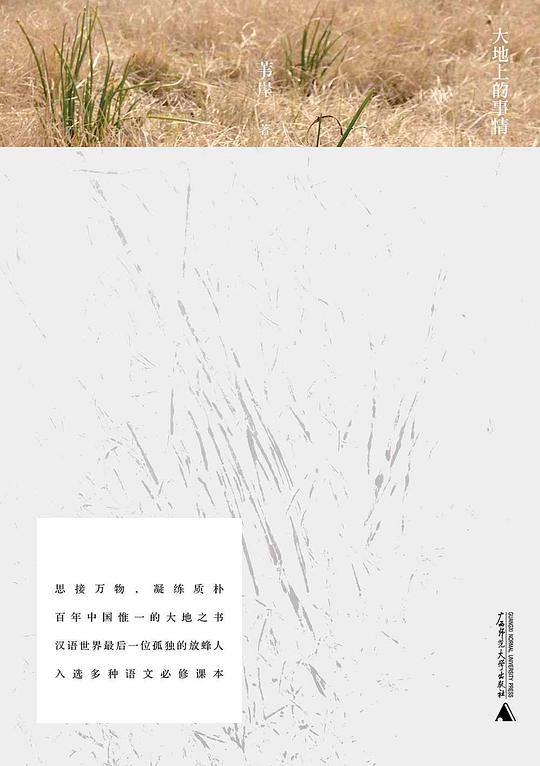 大地上的事情
苇岸 著
思接万物，凝练质朴
百年中国惟一的大地之书
汉语世界最后一位孤独的放蜂人
入选多种语文必修课本
广西师范大学出版社
GUANGXI NORMAL UNIVERSITY PRESS